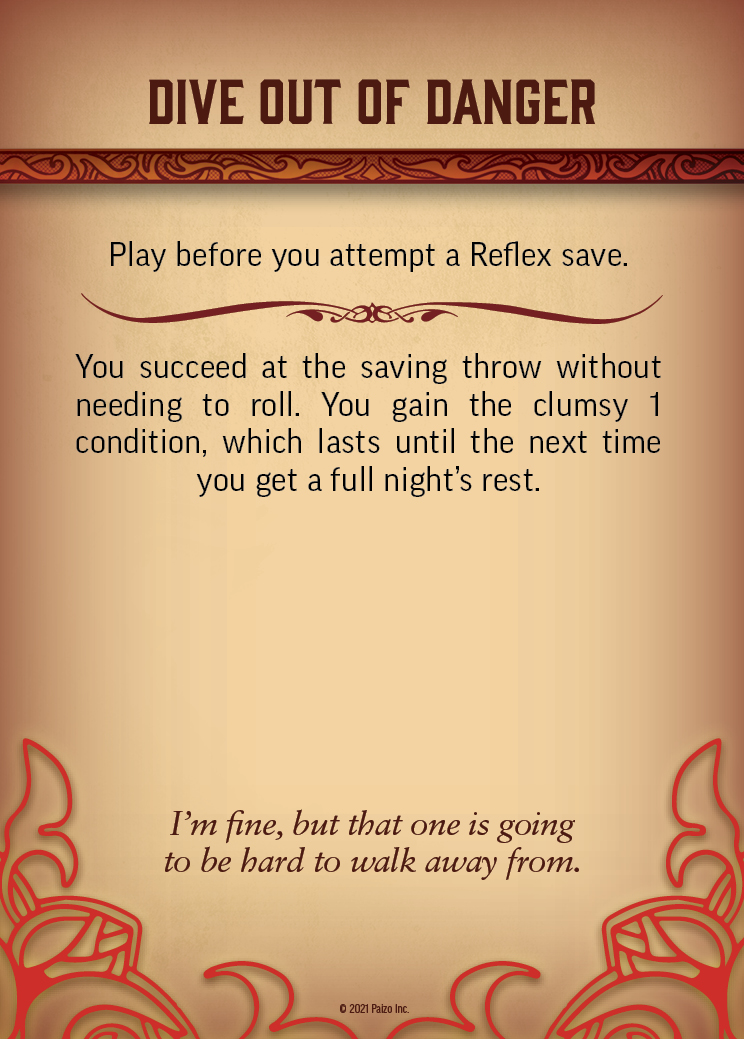 DIVE OUT OF DANGER
Play before you attempt a Reflex save.
You succeed at the saving throw without
needing to roll. You gain the clumsy 1
condition, which lasts until the next time
you get a full night’s rest.
I’m fine, but that one is going
to be hard to walk away from.
© 2021 Paizo Inc.